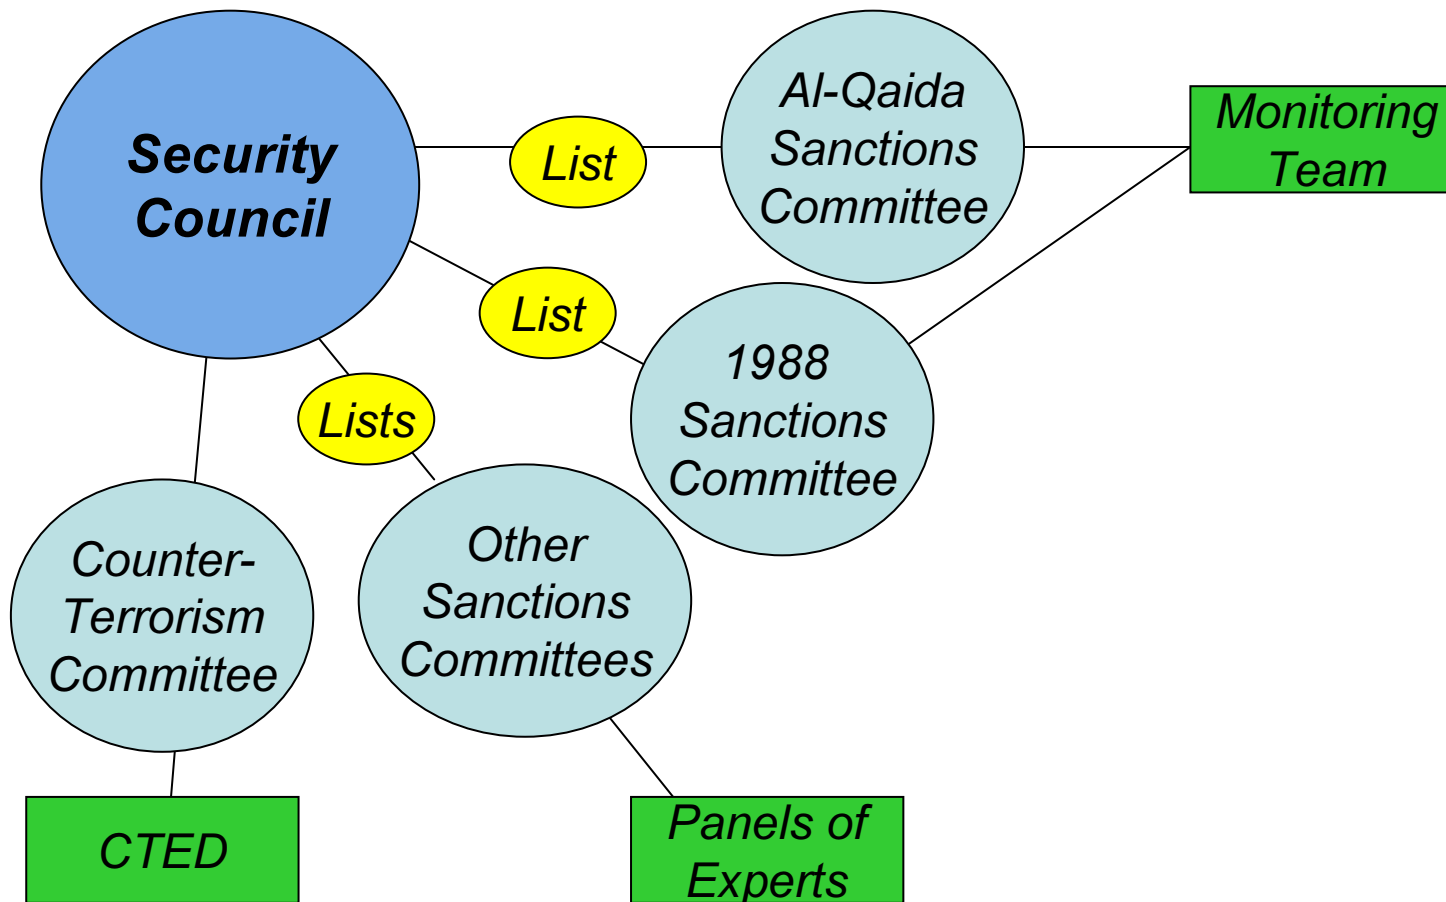 Security
Council
List
Al-Qaida
Sanctions
Committee
Monitoring
Team
List
1988
Sanctions
Committee
Lists
Counter-
Terrorism
Committee
Other
Sanctions
Committees
CTED
Panels of
Experts